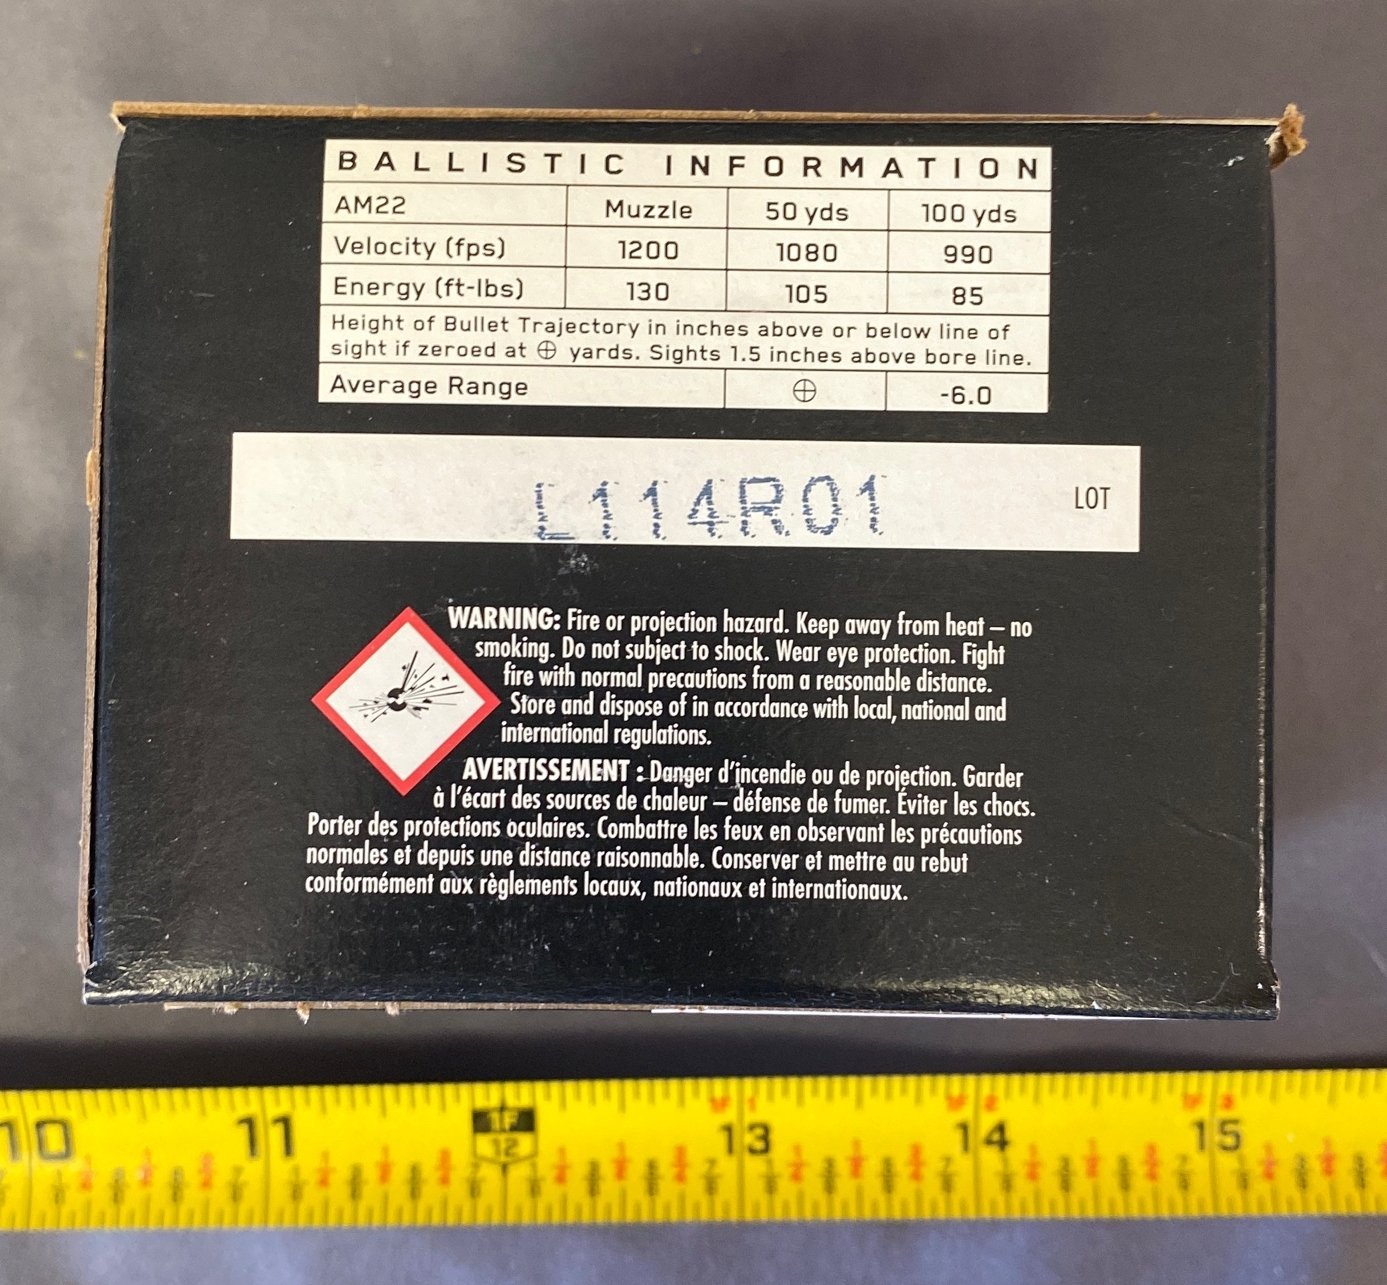 BALLISTIC INFORMATION
AM22 Muzzle 50 yds 100 yds
Velocity (fps) 1200 1080 990
Energy (ft-lbs) 130 105 85
Height of Bullet Trajectory in inches above or below line of
sight if zeroed at ⊕ yards. Sights 1.5 inches above bore line.
Average Range ⊕ -6.0
L114R01 LOT
WARNING: Fire or projection hazard. Keep away from heat – no
smoking. Do not subject to shock. Wear eye protection. Fight
fire with normal precautions from a reasonable distance.
Store and dispose of in accordance with local, national and
international regulations.
AVERTISSEMENT : Danger d'incendie ou de projection. Garder
à l'écart des sources de chaleur – défense de fumer. Éviter les chocs.
Porter des protections oculaires. Combattre les feux en observant les précautions
normales et depuis une distance raisonnable. Conserver et mettre au rebut
conformément aux règlements locaux, nationaux et internationaux.
1F
10 11 12 13 14 15